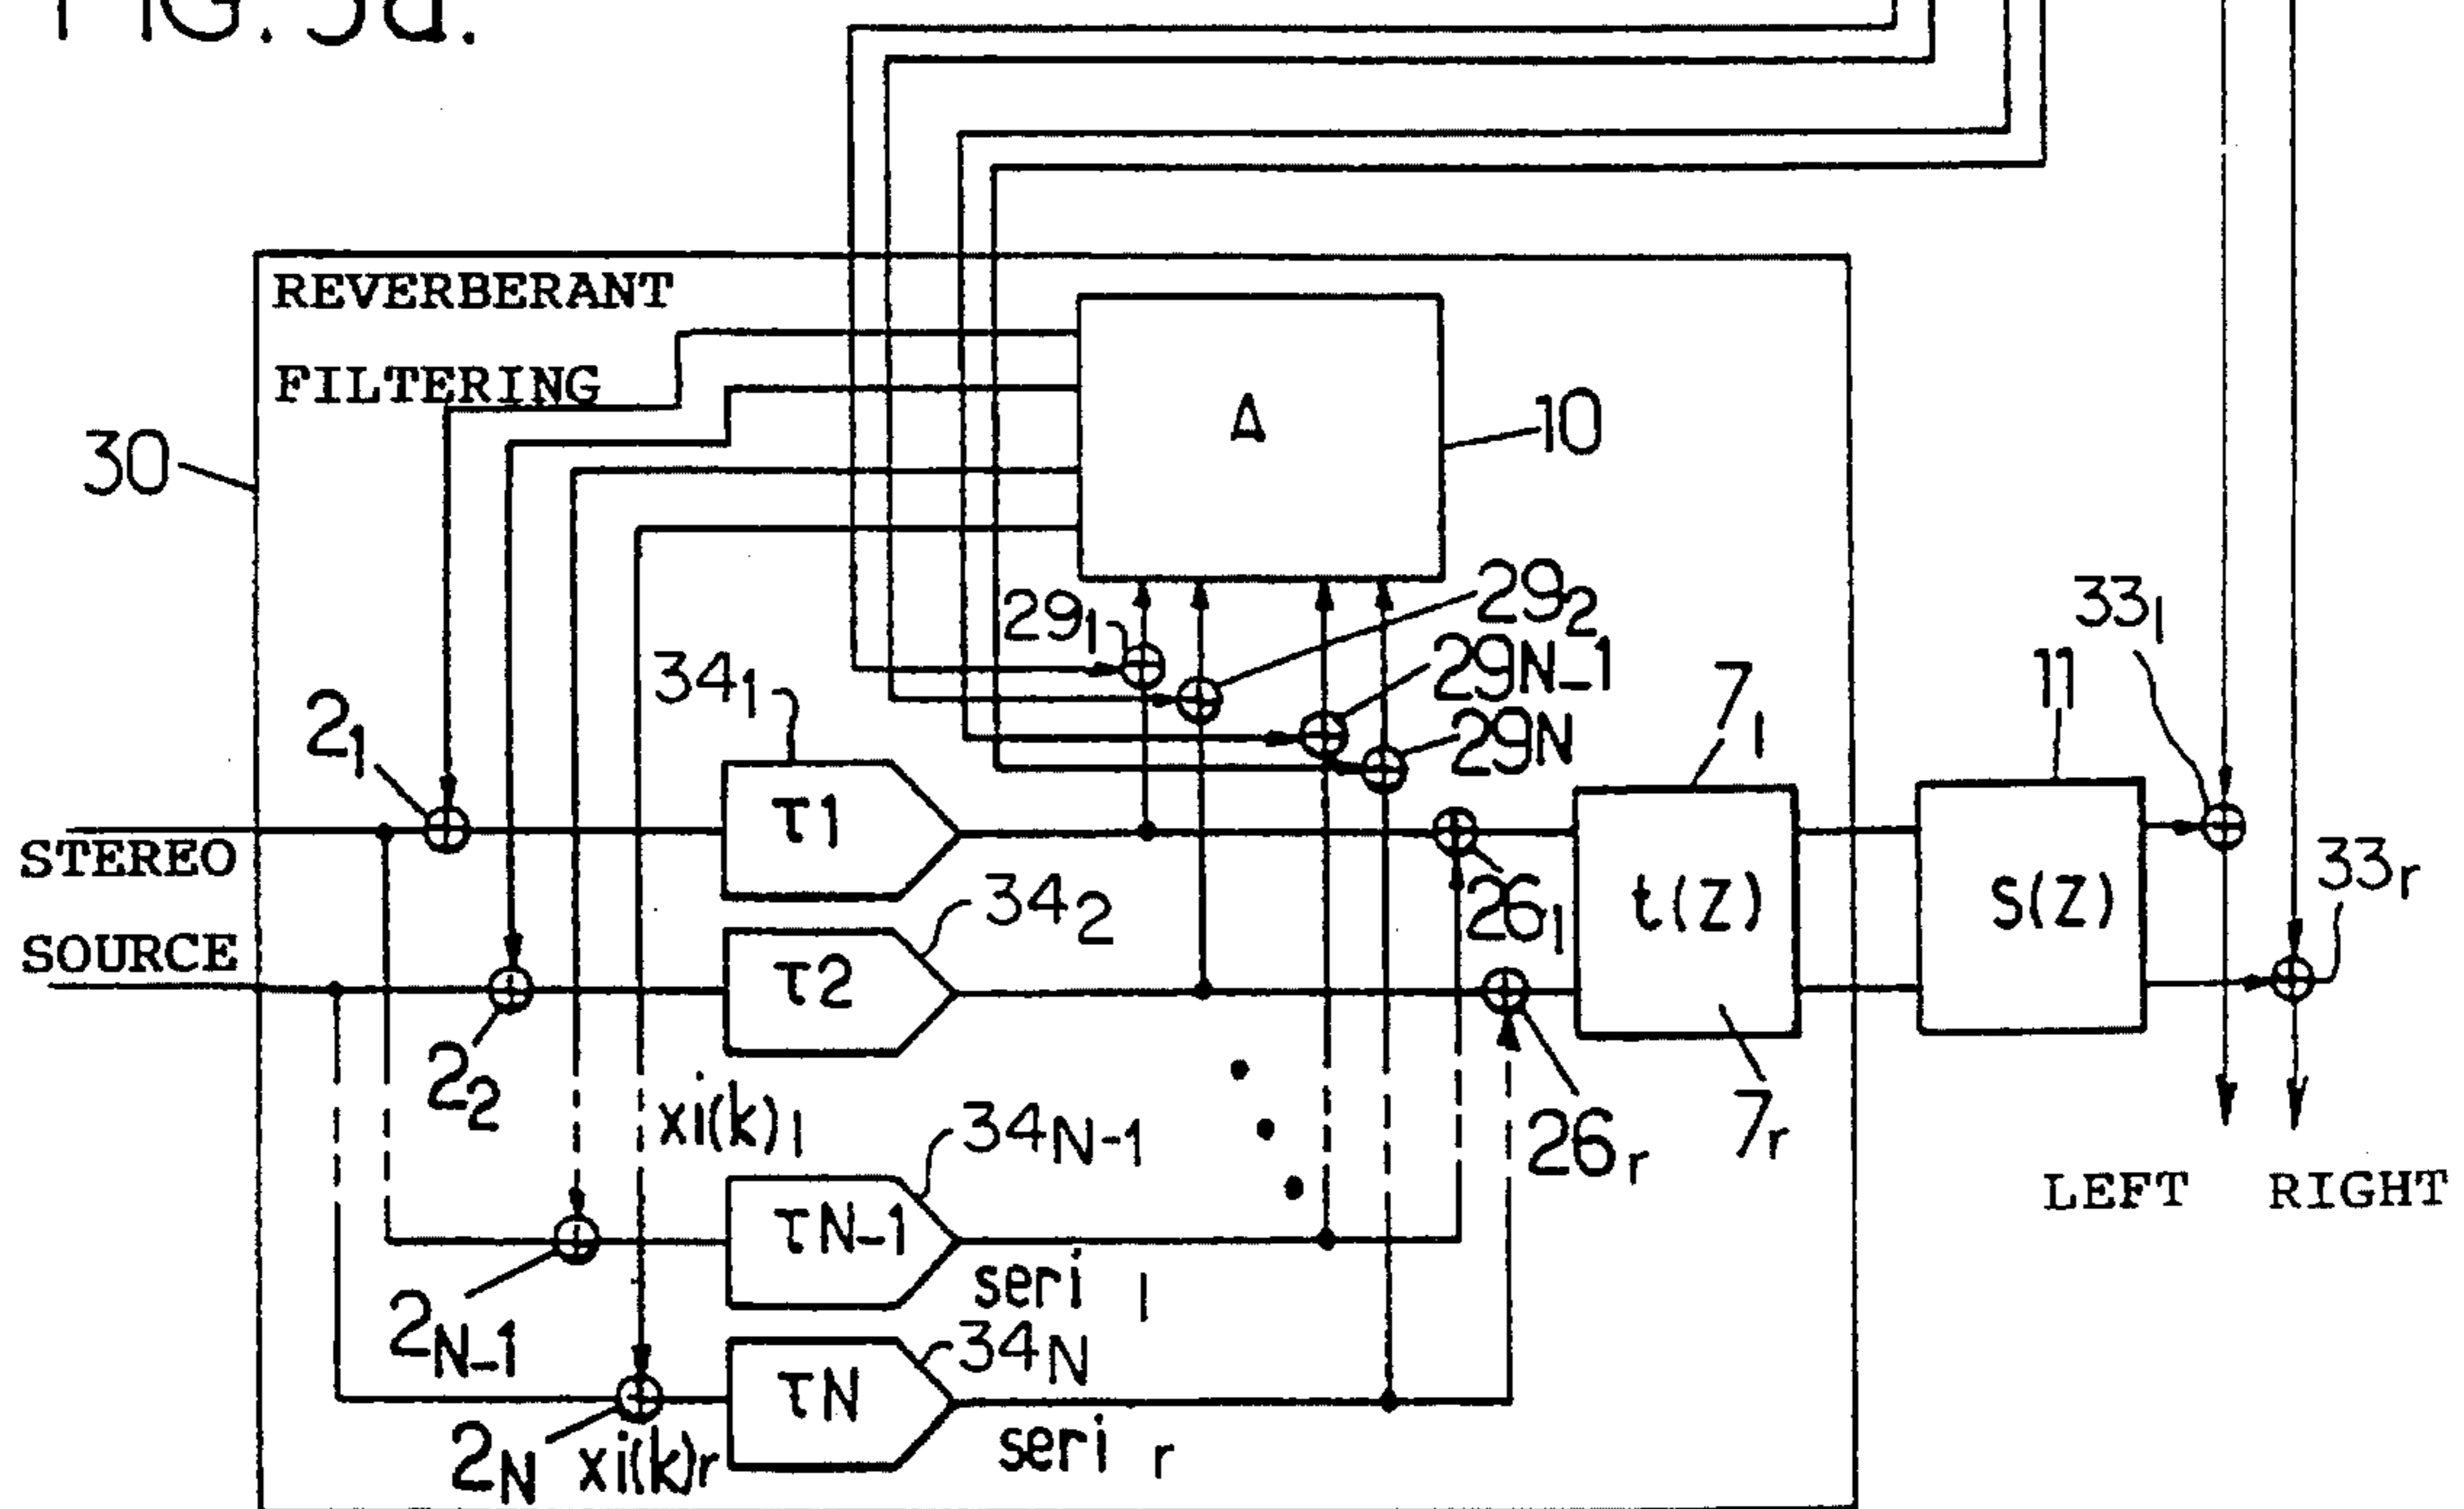 FIG.5a.
REVERBERANT
FILTERING
A
10
30
29₁
29₂
33ₗ
29N-1
34₁
7ₗ
11
2₁
29N
τ1
STEREO
26ₗ
t(Z)
S(Z)
33ᵣ
34₂
SOURCE
τ2
2₂
xi(k)ₗ
34N-1
26ᵣ
7ᵣ
LEFT RIGHT
τN-1
seri ₗ
2N-1
34N
τN
2N
xi(k)r
seri r